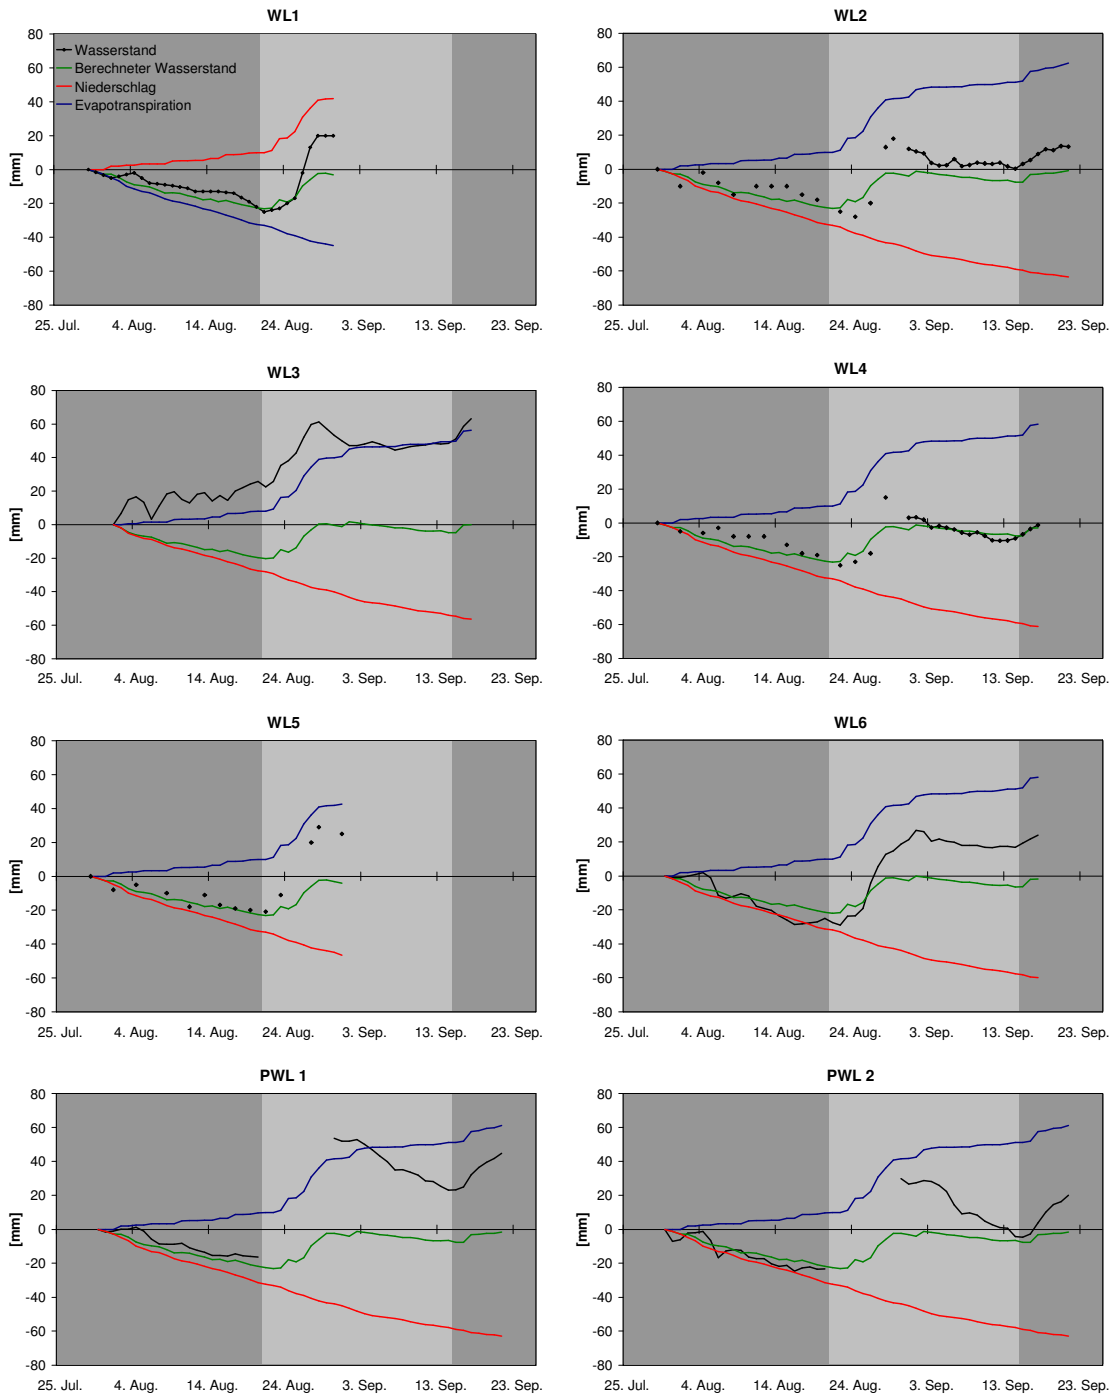 WL1
80
60
40
20
0
-20
-40
-60
-80
[mm]
Wasserstand
Berechneter Wasserstand
Niederschlag
Evapotranspiration
25. Jul. 4. Aug. 14. Aug. 24. Aug. 3. Sep. 13. Sep. 23. Sep.
WL2
80
60
40
20
0
-20
-40
-60
-80
[mm]
25. Jul. 4. Aug. 14. Aug. 24. Aug. 3. Sep. 13. Sep. 23. Sep.
WL3
80
60
40
20
0
-20
-40
-60
-80
[mm]
25. Jul. 4. Aug. 14. Aug. 24. Aug. 3. Sep. 13. Sep. 23. Sep.
WL4
80
60
40
20
0
-20
-40
-60
-80
[mm]
25. Jul. 4. Aug. 14. Aug. 24. Aug. 3. Sep. 13. Sep. 23. Sep.
WL5
80
60
40
20
0
-20
-40
-60
-80
[mm]
25. Jul. 4. Aug. 14. Aug. 24. Aug. 3. Sep. 13. Sep. 23. Sep.
WL6
80
60
40
20
0
-20
-40
-60
-80
[mm]
25. Jul. 4. Aug. 14. Aug. 24. Aug. 3. Sep. 13. Sep. 23. Sep.
PWL 1
80
60
40
20
0
-20
-40
-60
-80
[mm]
25. Jul. 4. Aug. 14. Aug. 24. Aug. 3. Sep. 13. Sep. 23. Sep.
PWL 2
80
60
40
20
0
-20
-40
-60
-80
[mm]
25. Jul. 4. Aug. 14. Aug. 24. Aug. 3. Sep. 13. Sep. 23. Sep.